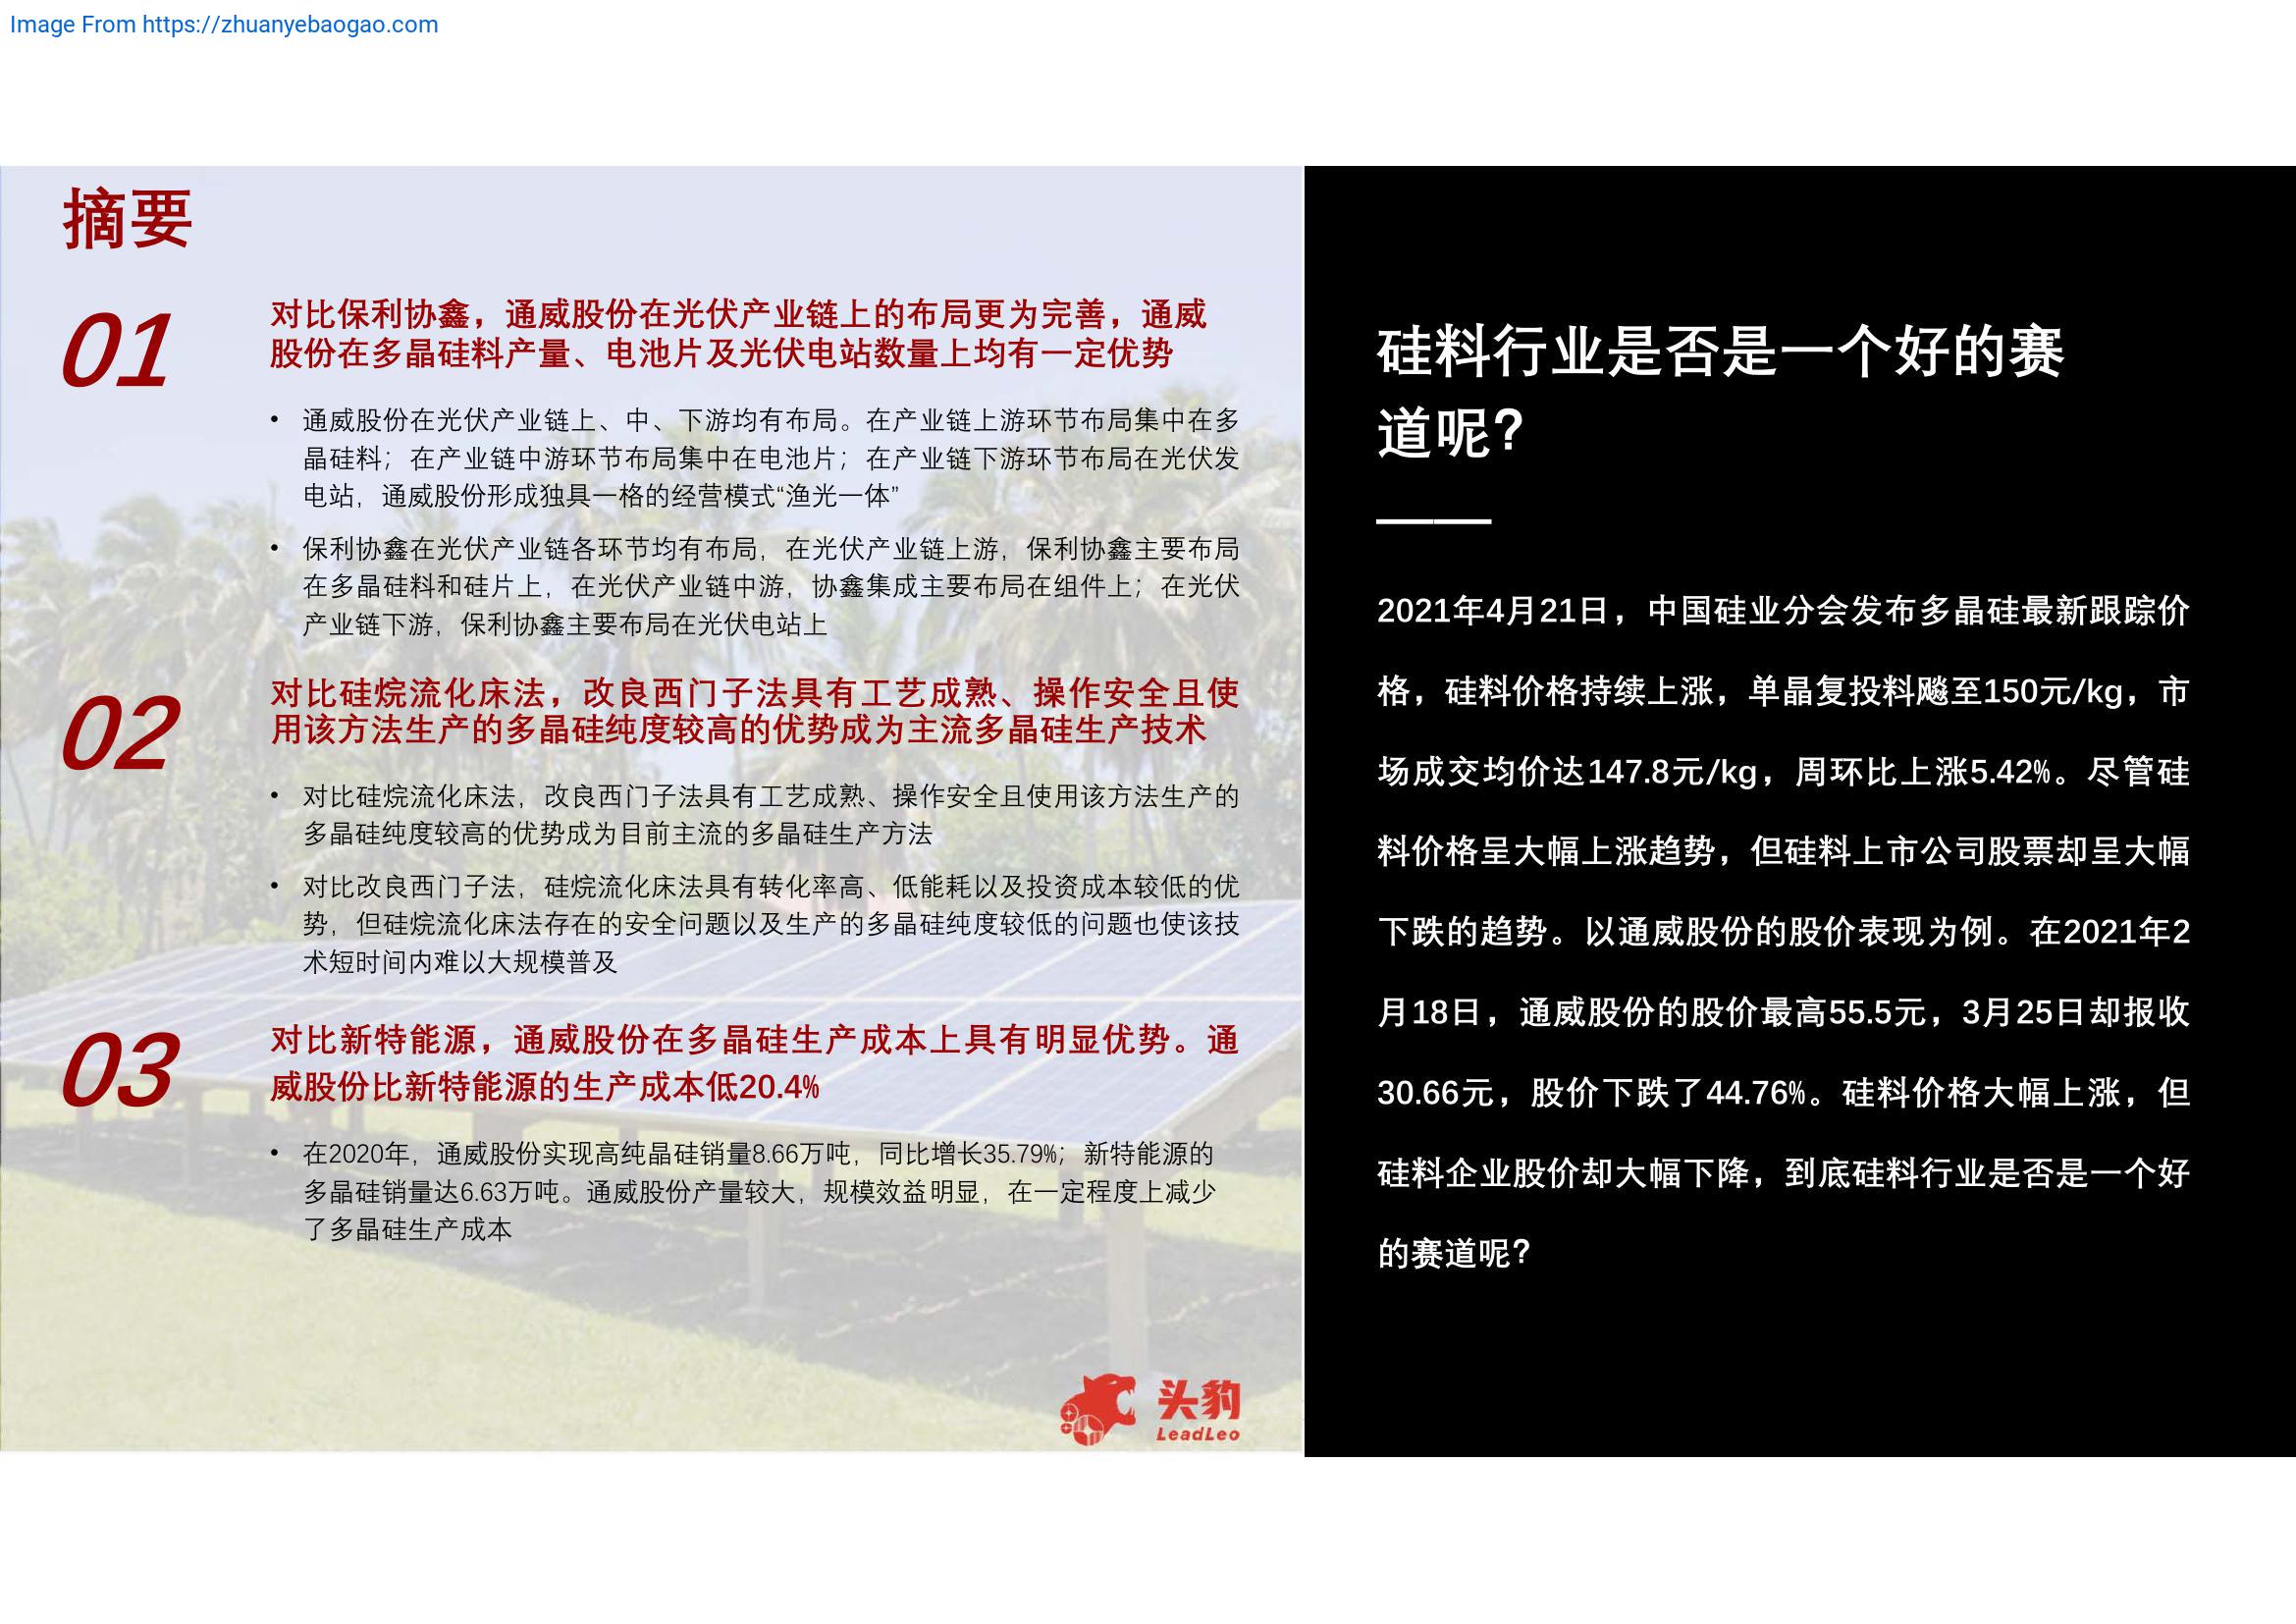 Image From https://zhuanyebaogao.com
摘要
01
对比保利协鑫，通威股份在光伏产业链上的布局更为完善，通威
股份在多晶硅料产量、电池片及光伏电站数量上均有一定优势
• 通威股份在光伏产业链上、中、下游均有布局。在产业链上游环节布局集中在多
晶硅料；在产业链中游环节布局集中在电池片；在产业链下游环节布局在光伏发
电站，通威股份形成独具一格的经营模式“渔光一体”
• 保利协鑫在光伏产业链各环节均有布局，在光伏产业链上游，保利协鑫主要布局
在多晶硅料和硅片上，在光伏产业链中游，协鑫集成主要布局在组件上；在光伏
产业链下游，保利协鑫主要布局在光伏电站上
02
对比硅烷流化床法，改良西门子法具有工艺成熟、操作安全且使
用该方法生产的多晶硅纯度较高的优势成为主流多晶硅生产技术
• 对比硅烷流化床法，改良西门子法具有工艺成熟、操作安全且使用该方法生产的
多晶硅纯度较高的优势成为目前主流的多晶硅生产方法
• 对比改良西门子法，硅烷流化床法具有转化率高、低能耗以及投资成本较低的优
势，但硅烷流化床法存在的安全问题以及生产的多晶硅纯度较低的问题也使该技
术短时间内难以大规模普及
03
对比新特能源，通威股份在多晶硅生产成本上具有明显优势。通
威股份比新特能源的生产成本低20.4%
• 在2020年，通威股份实现高纯晶硅销量8.66万吨，同比增长35.79%；新特能源的
多晶硅销量达6.63万吨。通威股份产量较大，规模效益明显，在一定程度上减少
了多晶硅生产成本
头豹
LeadLeo
硅料行业是否是一个好的赛
道呢？
——
2021年4月21日，中国硅业分会发布多晶硅最新跟踪价
格，硅料价格持续上涨，单晶复投料飚至150元/kg，市
场成交均价达147.8元/kg，周环比上涨5.42%。尽管硅
料价格呈大幅上涨趋势，但硅料上市公司股票却呈大幅
下跌的趋势。以通威股份的股价表现为例。在2021年2
月18日，通威股份的股价最高55.5元，3月25日却报收
30.66元，股价下跌了44.76%。硅料价格大幅上涨，但
硅料企业股价却大幅下降，到底硅料行业是否是一个好
的赛道呢？